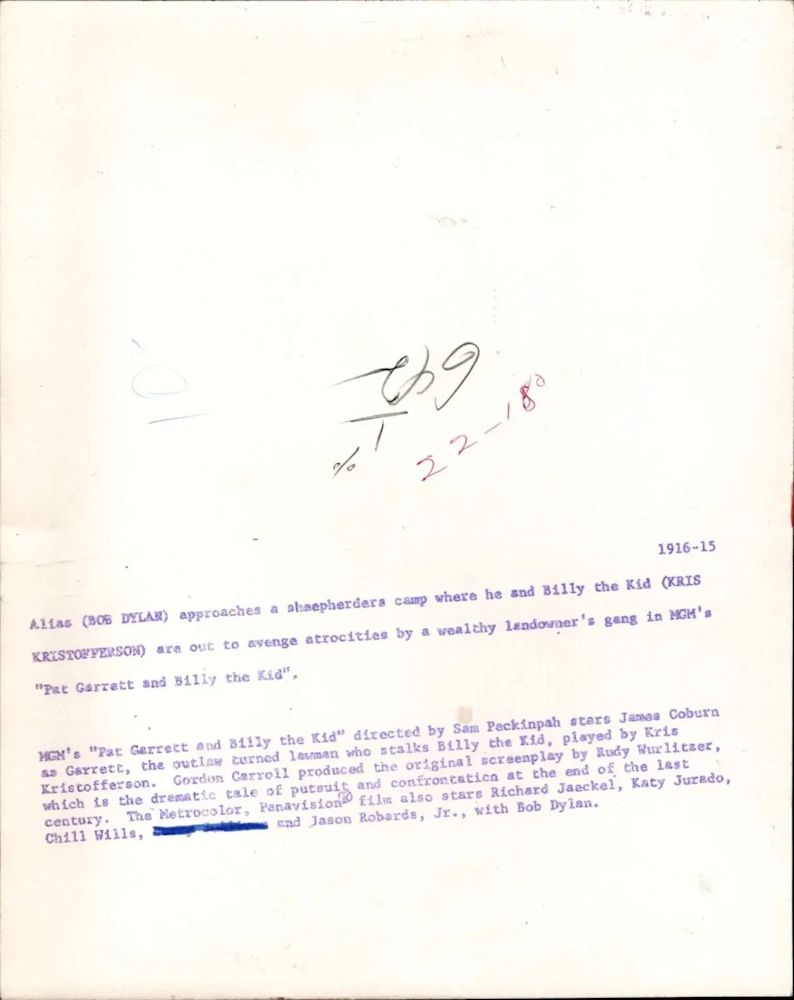 22-180
1916-15
Alias (BOB DYLAN) approaches a sheepherders camp where he and Billy the Kid (KRIS
KRISTOFFERSON) are out to avenge atrocities by a wealthy landowner's gang in MGM's
"Pat Garrett and Billy the Kid".
MGM's "Pat Garrett and Billy the Kid" directed by Sam Peckinpah stars James Coburn
as Garrett, the outlaw turned lawman who stalks Billy the Kid, played by Kris
Kristofferson. Gordon Carroll produced the original screenplay by Rudy Wurlitzer,
which is the dramatic tale of putsuit and confrontation at the end of the last
century. The Metrocolor, Panavision® film also stars Richard Jaeckel, Katy Jurado,
Chill Wills, and Jason Robards, Jr., with Bob Dylan.